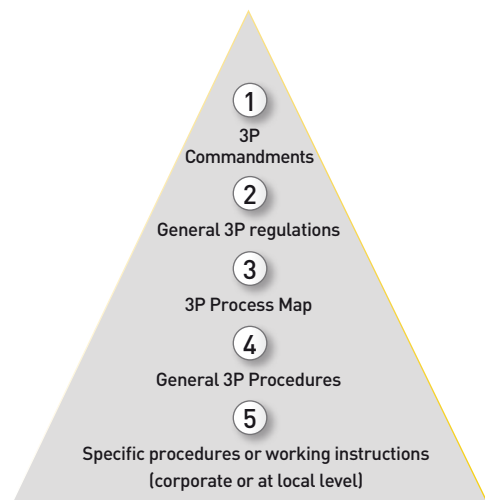 1
3P
Commandments
2
General 3P regulations
3
3P Process Map
4
General 3P Procedures
5
Specific procedures or working instructions
(corporate or at local level)